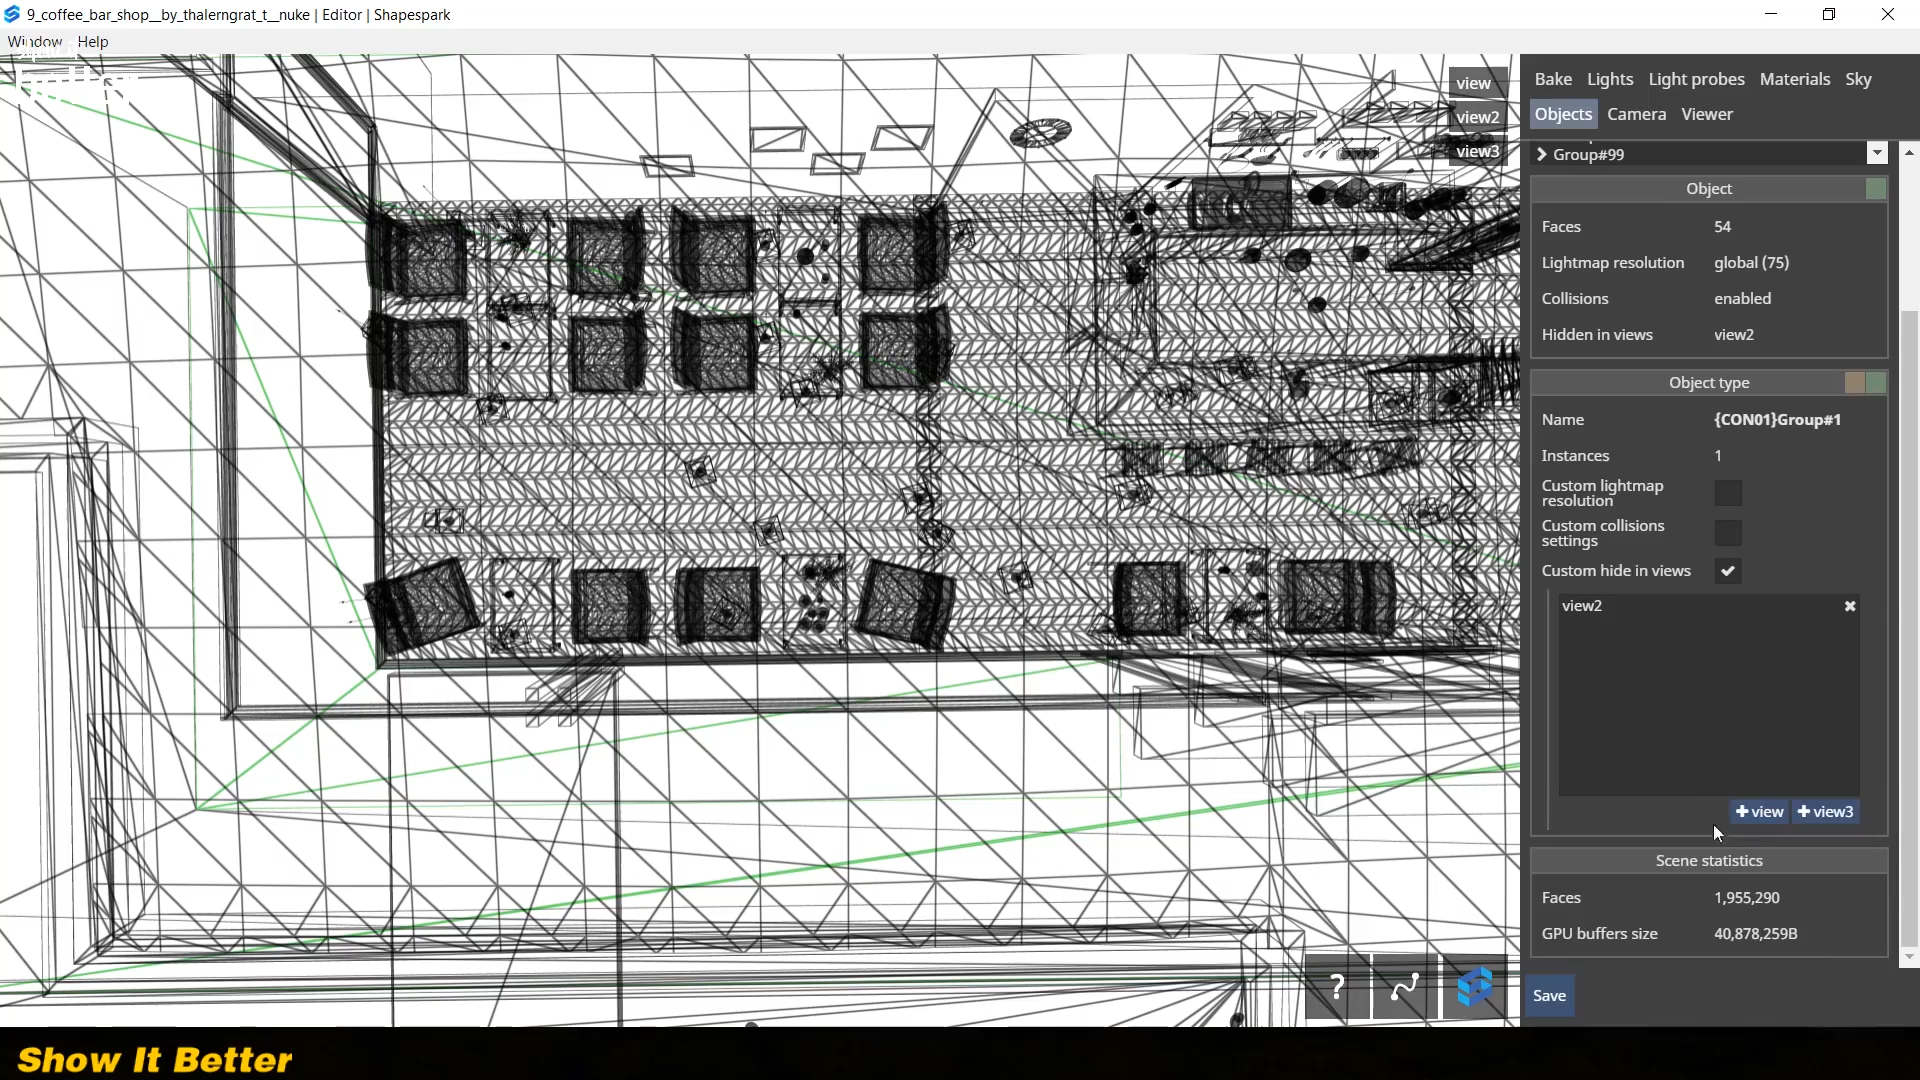 9_coffee_bar_shop__by_thalerngrat_t__nuke | Editor | Shapespark
Window Help
view
view2
view3
Bake Lights Light probes Materials Sky
Objects Camera Viewer
Group#99
Object
Faces 54
Lightmap resolution global (75)
Collisions enabled
Hidden in views view2
Object type
Name {CON01}Group#1
Instances 1
Custom lightmap
resolution
Custom collisions
settings
Custom hide in views
view2
+view +view3
Scene statistics
Faces 1,955,290
GPU buffers size 40,878,259B
?
Save
Show It Better